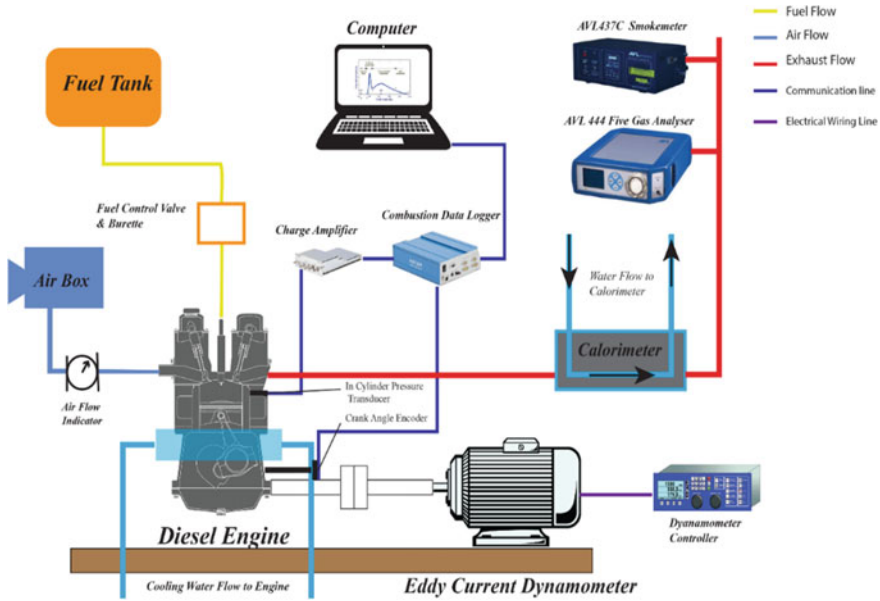 Computer
Fuel Tank
AVL437C Smokemeter
Fuel Flow
Air Flow
Exhaust Flow
Communication line
Electrical Wiring Line
AVL 444 Five Gas Analyser
Fuel Control Valve
& Burette
Charge Amplifier
Combustion Data Logger
Air Box
Water Flow to
Calorimeter
Calorimeter
Air Flow
Indicator
In Cylinder Pressure
Transducer
Crank Angle Encoder
Diesel Engine
Dyanamometer
Controller
Cooling Water Flow to Engine
Eddy Current Dynamometer